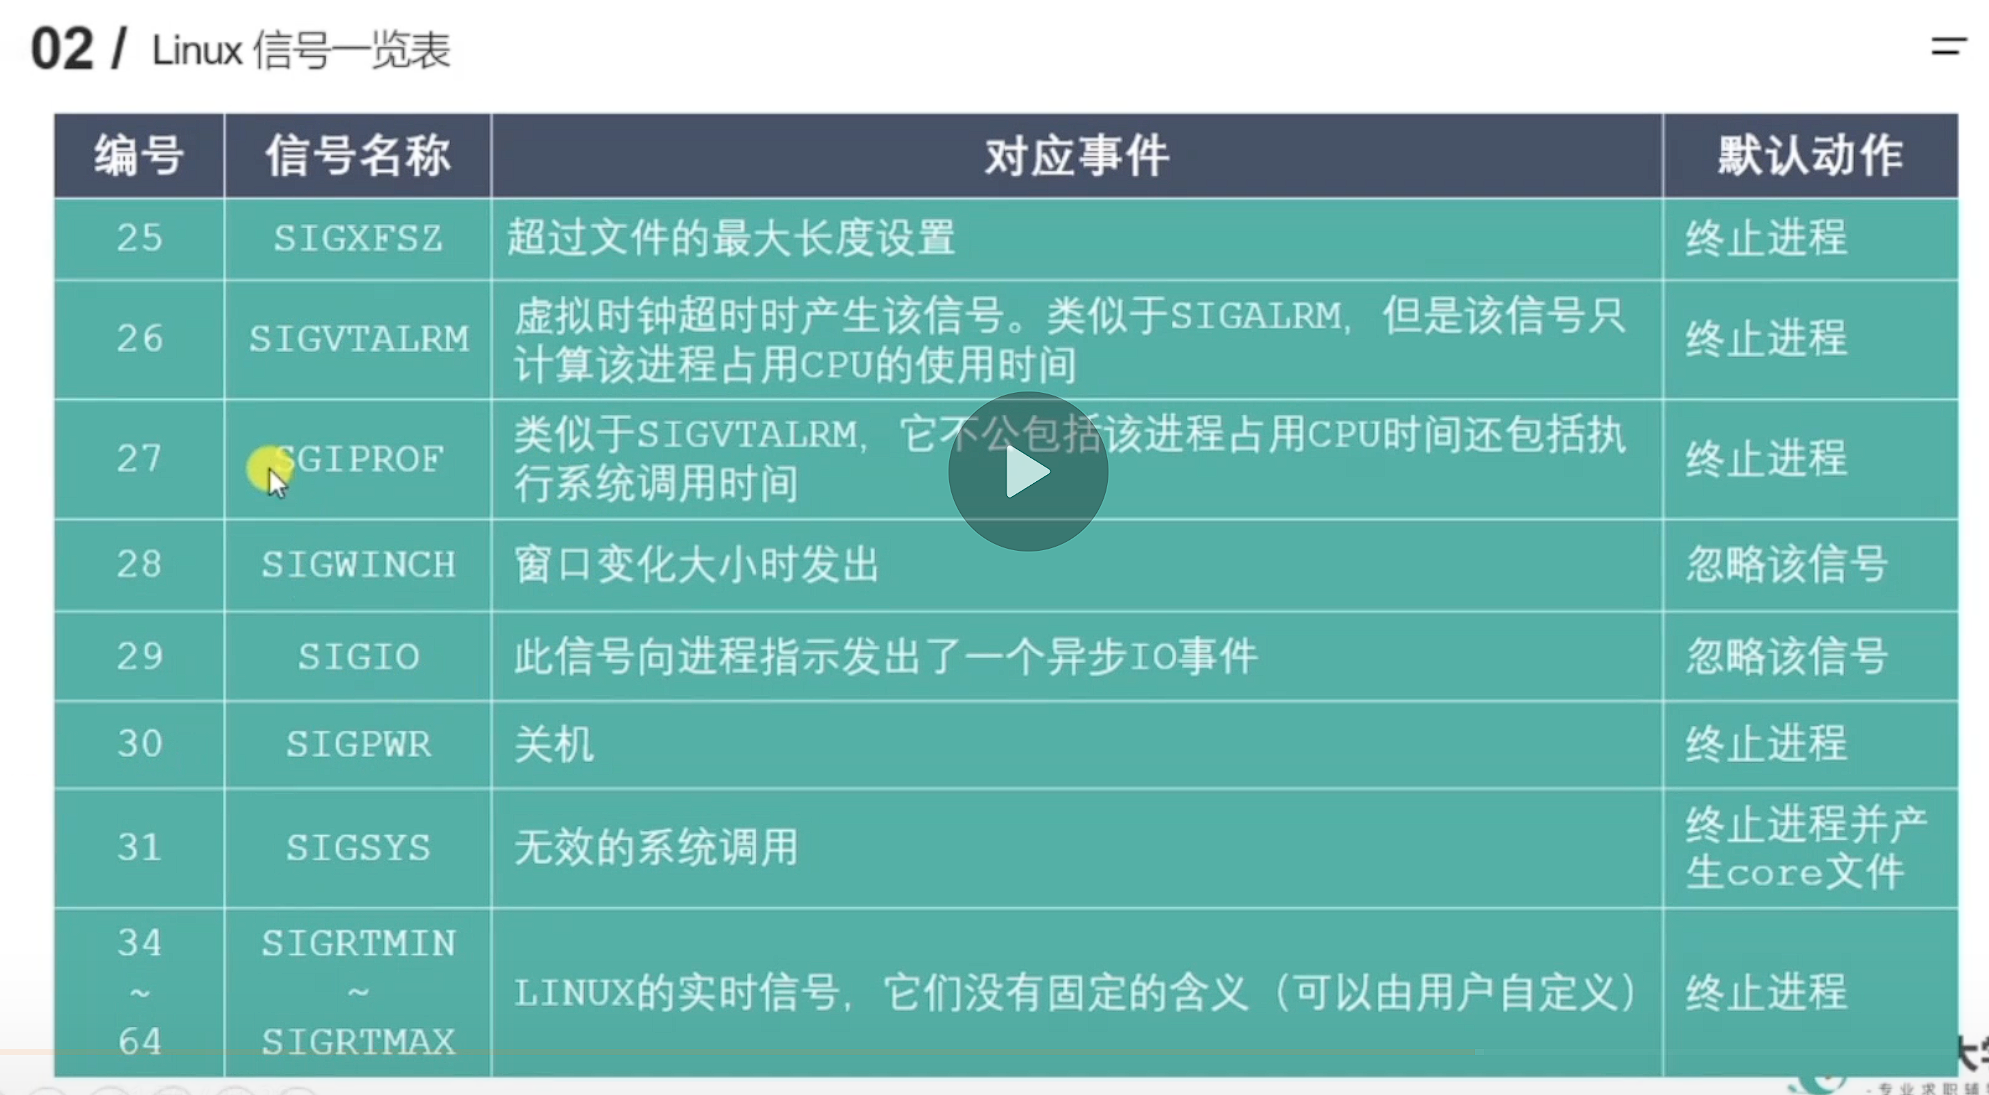 02 / Linux 信号一览表
编号 信号名称 对应事件 默认动作
25 SIGXFSZ 超过文件的最大长度设置 终止进程
26 SIGVTALRM 虚拟时钟超时时产生该信号。类似于SIGALRM，但是该信号只
计算该进程占用CPU的使用时间 终止进程
27 SGIPROF 类似于SIGVTALRM，它不公包括该进程占用CPU时间还包括执
行系统调用时间 终止进程
28 SIGWINCH 窗口变化大小时发出 忽略该信号
29 SIGIO 此信号向进程指示发出了一个异步IO事件 忽略该信号
30 SIGPWR 关机 终止进程
31 SIGSYS 无效的系统调用 终止进程并产
生core文件
34
~
64
SIGRTMIN
~
SIGRTMAX
LINUX的实时信号，它们没有固定的含义（可以由用户自定义） 终止进程
-专业求职辅